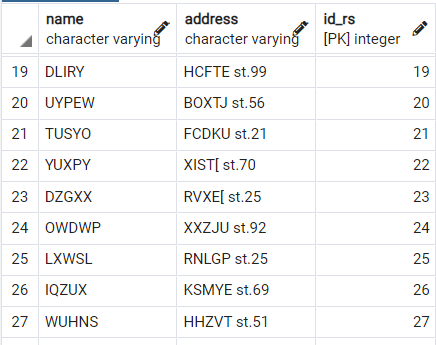 name address id_rs
character varying character varying [PK] integer
19 DLIRY HCFTE st.99 19
20 UYPEW BOXTJ st.56 20
21 TUSYO FCDKU st.21 21
22 YUXPY XIST[ st.70 22
23 DZGXX RVXE[ st.25 23
24 OWDWP XXZJU st.92 24
25 LXWSL RNLGP st.25 25
26 IQZUX KSMYE st.69 26
27 WUHNS HHZVT st.51 27